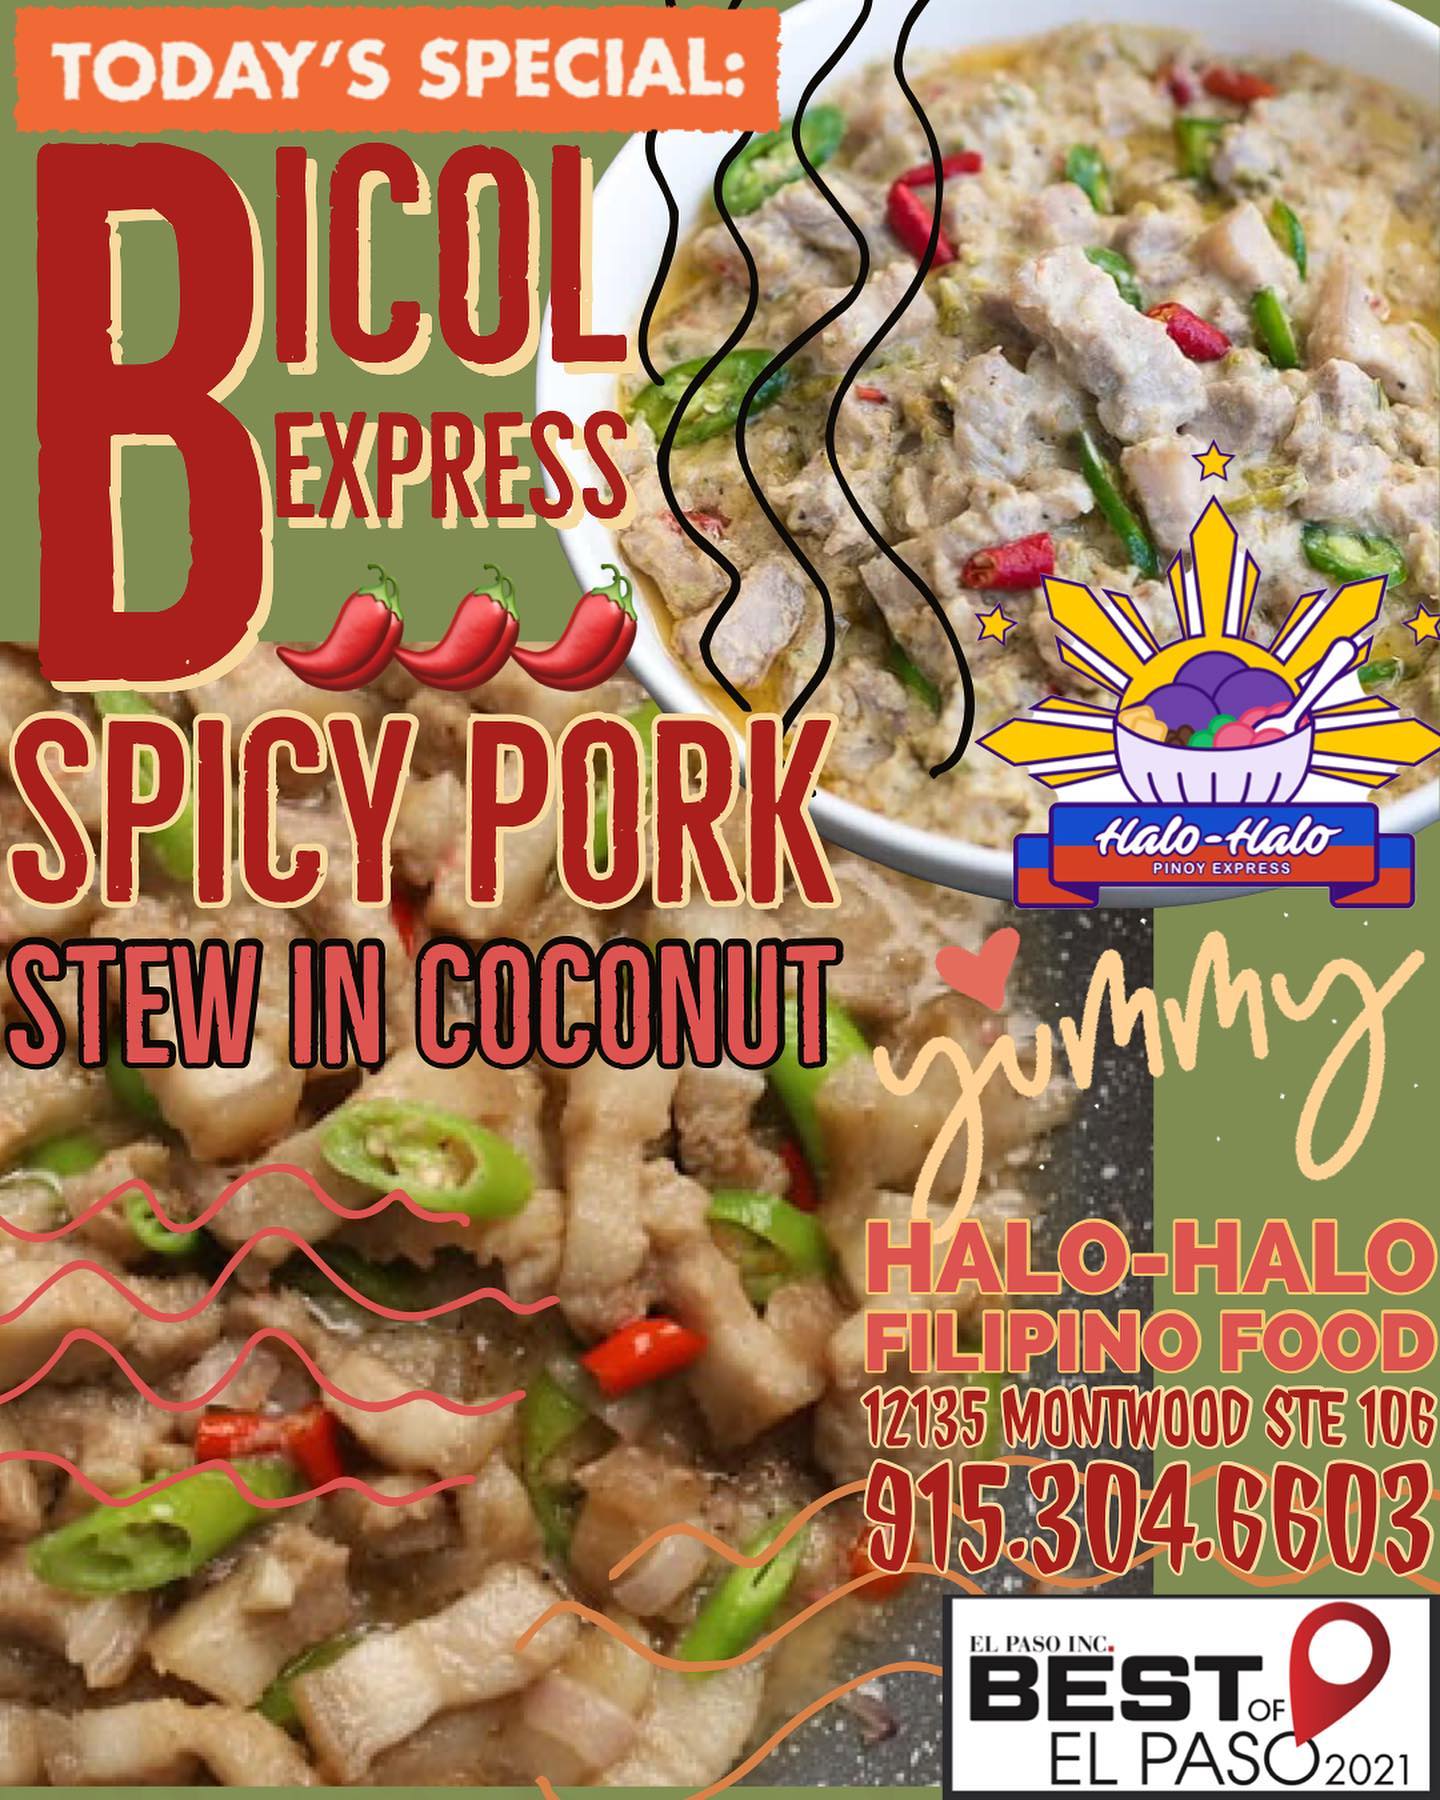 TODAY'S SPECIAL:
BICOL
EXPRESS
SPICY PORK
STEW IN COCONUT
Halo-Halo
PINOY EXPRESS
yummy
HALO-HALO
FILIPINO FOOD
12135 MONTWOOD STE 106
915.304.6603
EL PASO INC.
BEST OF
EL PASO 2021